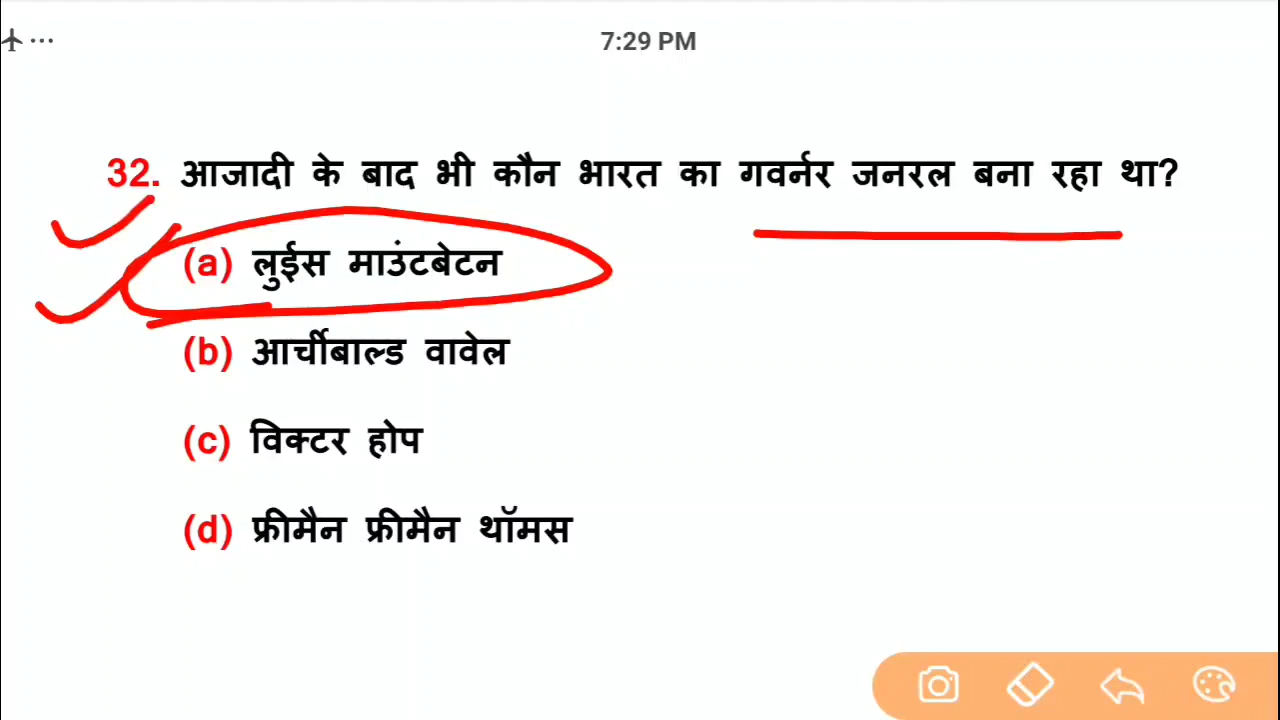 7:29 PM
32. आजादी के बाद भी कौन भारत का गवर्नर जनरल बना रहा था?
(a) लुईस माउंटबेटन
(b) आर्चीबाल्ड वावेल
(c) विक्टर होप
(d) फ्रीमैन फ्रीमैन थॉमस